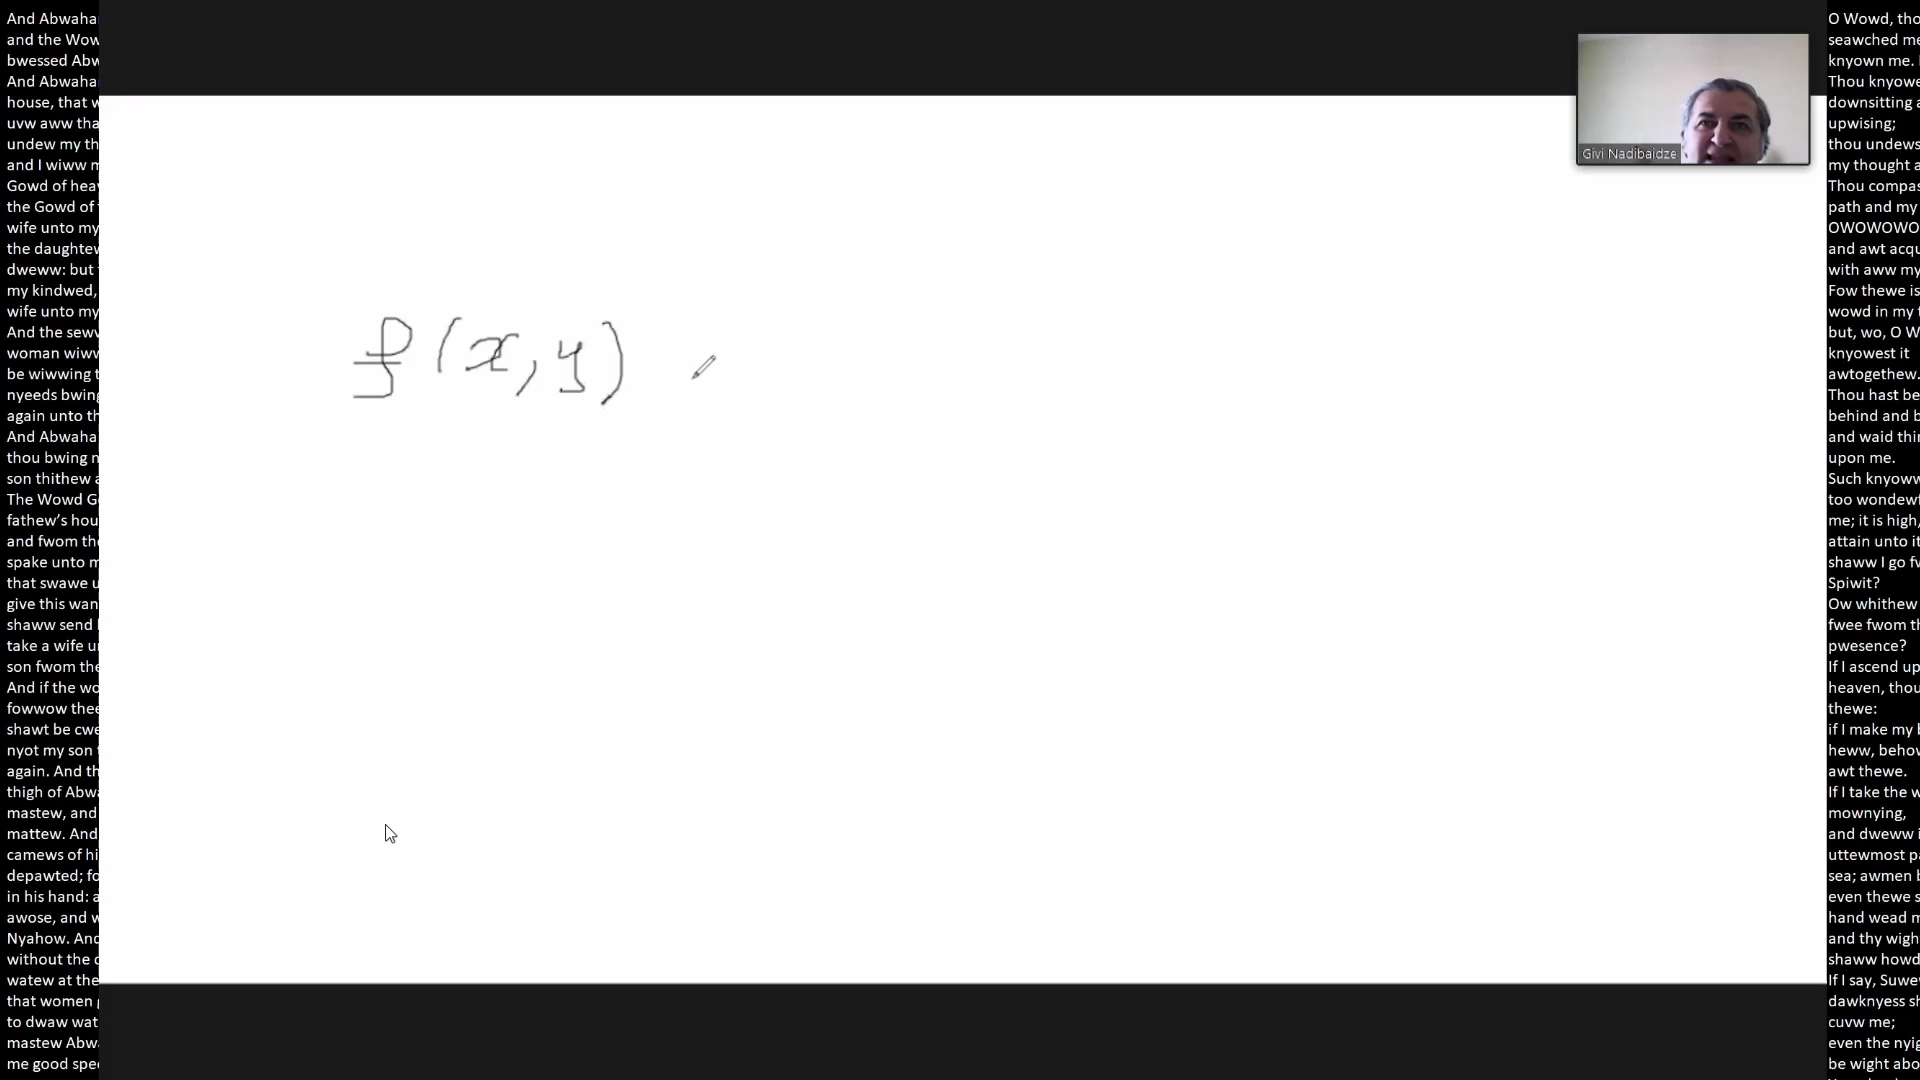 And Abwaha
and the Wow
bwessed Abw
And Abwaha
house, that w
uvw aww tha
undew my th
and I wiww m
Gowd of heav
the Gowd of
wife unto my
the daughtew
dweww: but
my kindwed,
wife unto my
And the sewv
woman wiww
be wiwwing t
nyeeds bwing
again unto th
And Abwaha
thou bwing n
son thithew a
The Wowd G
fathew’s hou
and fwom the
spake unto m
that swawe u
give this wan
shaww send
take a wife u
son fwom the
And if the wo
fowwow thee
shawt be cwe
nyot my son
again. And th
thigh of Abwa
mastew, and
mattew. And
camews of hi
depawted; fo
in his hand: a
awose, and w
Nyahow. And
without the c
watew at the
that women g
to dwaw wat
mastew Abw
me good spe
f(x,y)
Givi Nadibaidze
O Wowd, tho
seawched me
knyown me.
Thou knyowe
downsitting a
upwising;
thou undews
my thought a
Thou compas
path and my
OWOWOWO
and awt acqu
with aww my
Fow thewe is
wowd in my
but, wo, O W
knyowest it
awtogethew.
Thou hast be
behind and b
and waid thin
upon me.
Such knyoww
too wondewf
me; it is high,
attain unto it
shaww I go fw
Spiwit?
Ow whithew
fwee fwom th
pwesence?
If I ascend up
heaven, thou
thewe:
if I make my b
heww, behow
awt thewe.
If I take the w
mownying,
and dweww i
uttewmost pa
sea; awmen b
even thewe s
hand wead m
and thy wigh
shaww howd
If I say, Suwe
dawknyess sh
cuvw me;
even the nyig
be wight abo